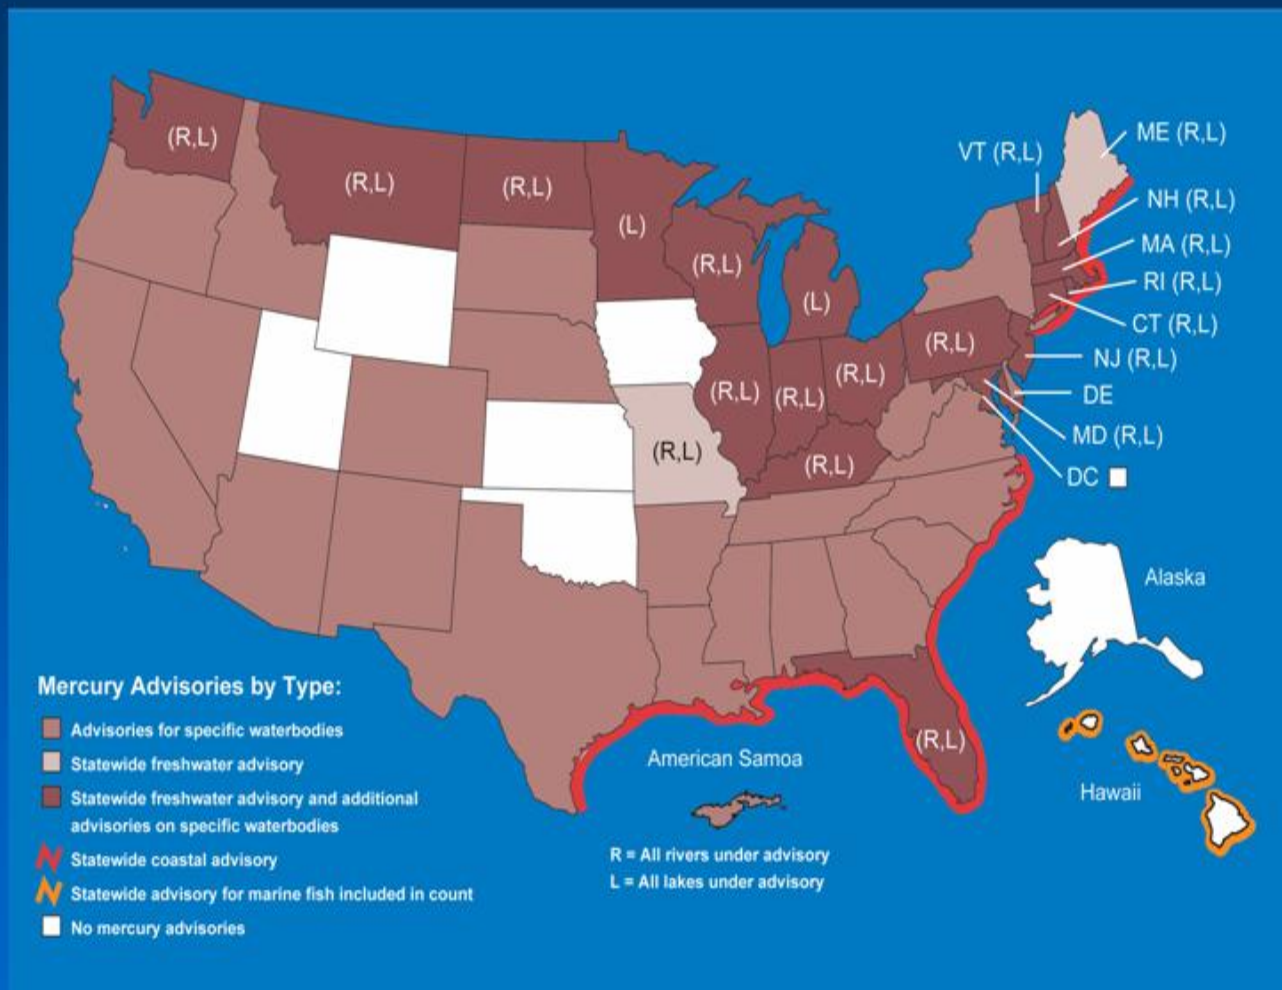 VT (R,L)
ME (R,L)
NH (R,L)
MA (R,L)
RI (R,L)
CT (R,L)
NJ (R,L)
DE
MD (R,L)
DC
(R,L)
(R,L)
(R,L)
(L)
(R,L)
(L)
(R,L)
(R,L)
(R,L)
(R,L)
(R,L)
(R,L)
(R,L)
Alaska
Hawaii
(R,L)
American Samoa
Mercury Advisories by Type:
Advisories for specific waterbodies
Statewide freshwater advisory
Statewide freshwater advisory and additional
advisories on specific waterbodies
Statewide coastal advisory
Statewide advisory for marine fish included in count
No mercury advisories
R = All rivers under advisory
L = All lakes under advisory